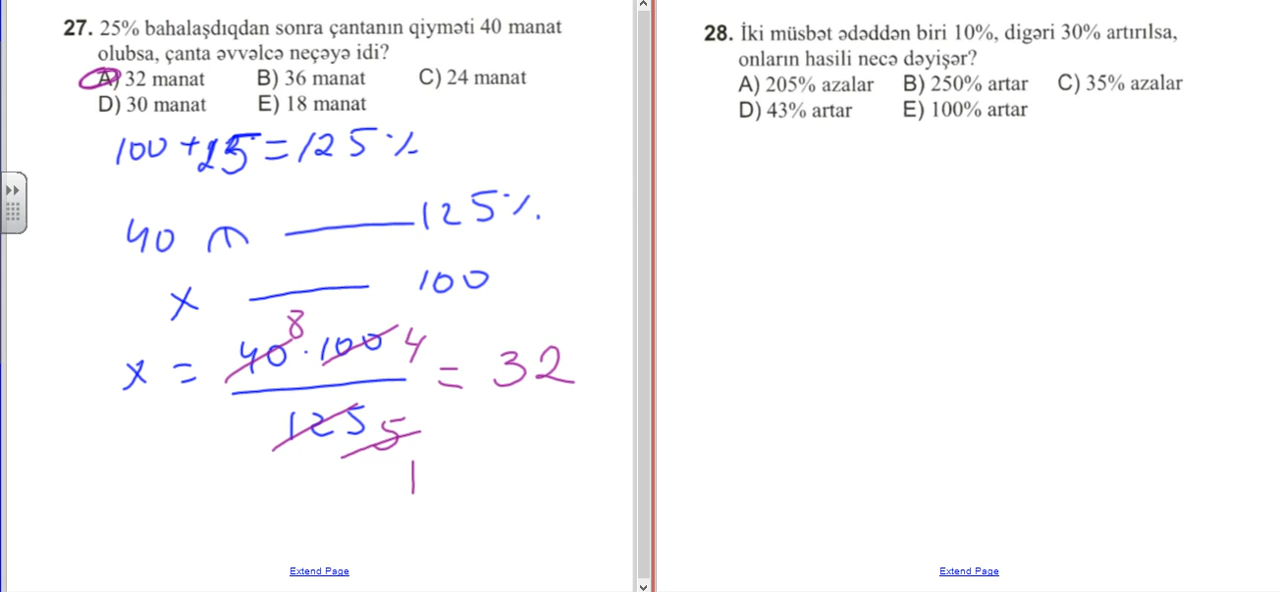 27. 25% bahalaşdıqdan sonra çantanın qiyməti 40 manat
olubsa, çanta əvvəlcə neçəyə idi?
A) 32 manat B) 36 manat C) 24 manat
D) 30 manat E) 18 manat
100 + 25 = 125 %
40 m —— 125%
x —— 100
8
x = 40 · 100 4 = 32
125 5
1
Extend Page
28. İki müsbət ədəddən biri 10%, digəri 30% artırılsa,
onların hasili necə dəyişər?
A) 205% azalar B) 250% artar C) 35% azalar
D) 43% artar E) 100% artar
Extend Page